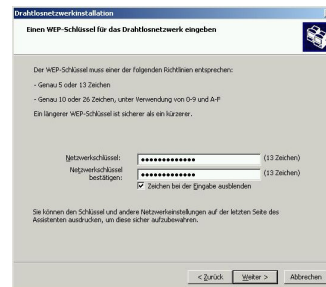 Drahtlosnetzwerkinstallation
Einen WEP-Schlüssel für das Drahtlosnetzwerk eingeben
Der WEP-Schlüssel muss einer der folgenden Richtlinien entsprechen:
- Genau 5 oder 13 Zeichen
- Genau 10 oder 26 Zeichen, unter Verwendung von 0-9 und A-F
Ein längerer WEP-Schlüssel ist sicherer als ein kürzerer.
Netzwerkschlüssel: ●●●●●●●●●●●●● (13 Zeichen)
Netzwerkschlüssel
bestätigen: ●●●●●●●●●●●●● (13 Zeichen)
Zeichen bei der Eingabe ausblenden
Sie können den Schlüssel und andere Netzwerkeinstellungen auf der letzten Seite des
Assistenten ausdrucken, um diese sicher aufzubewahren.
< Zurück Weiter > Abbrechen